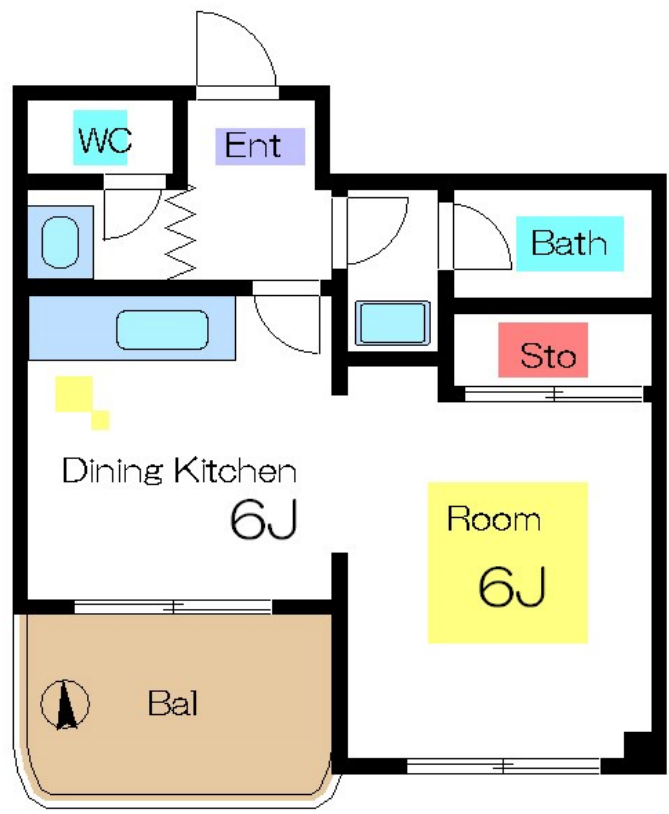 WC
Ent
Bath
Sto
Dining Kitchen
6J
Room
6J
Bal